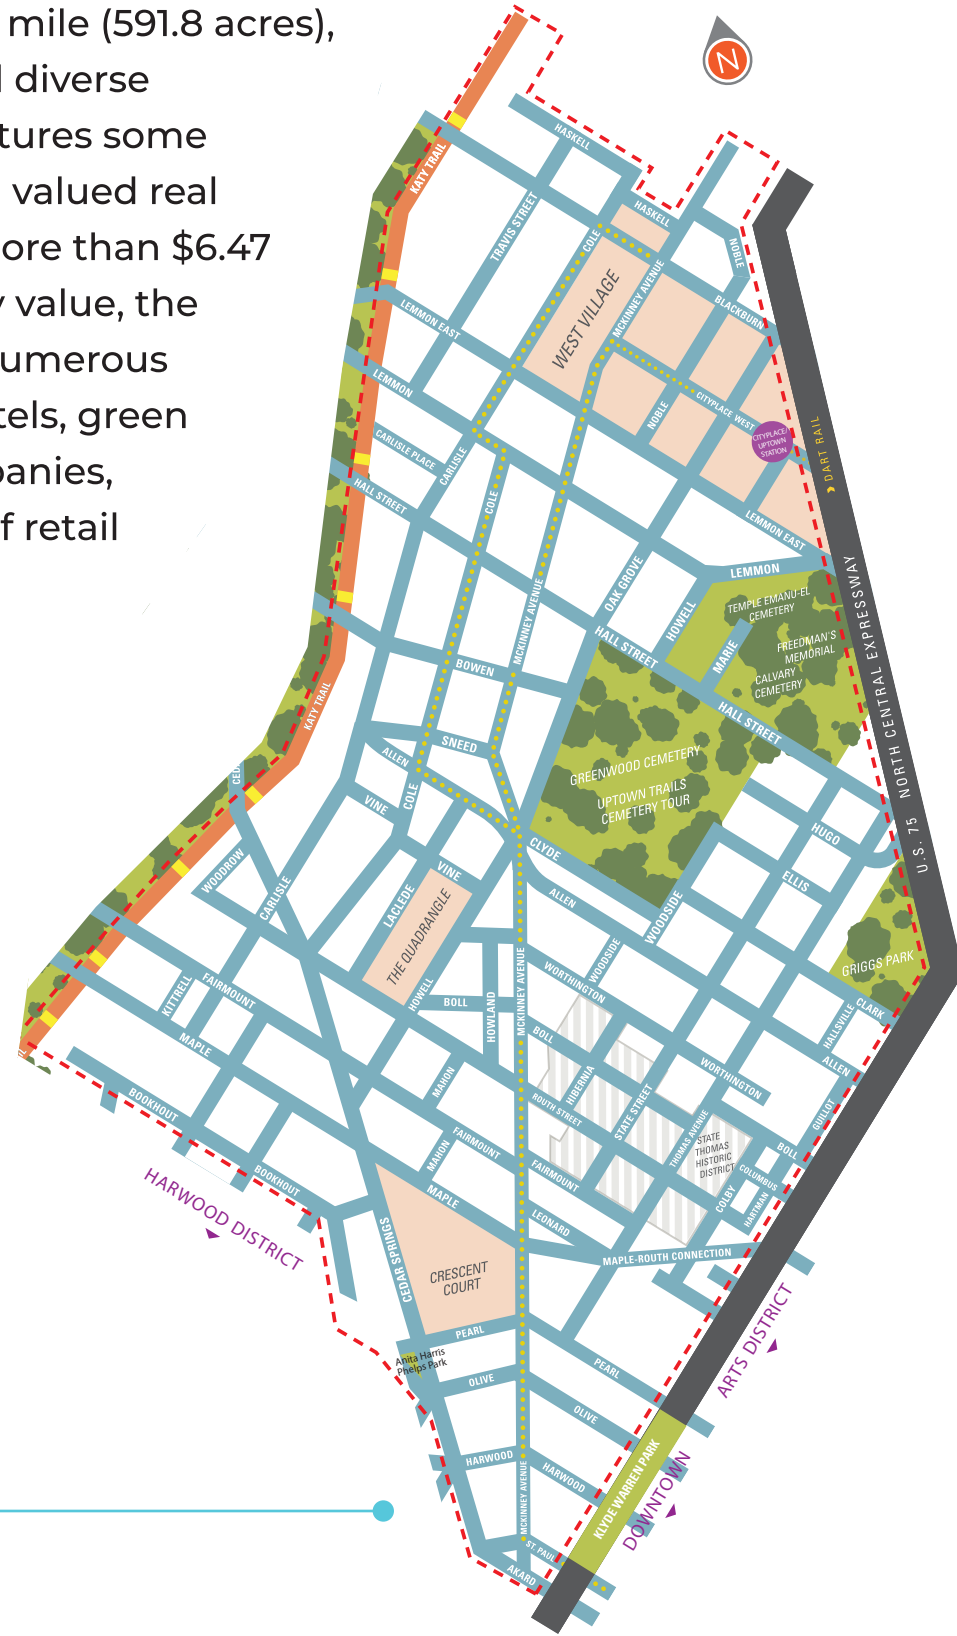 mile (591.8 acres),
diverse
tures some
valued real
ore than $6.47
value, the
umerous
tels, green
panies,
f retail
N
HASKELL
KATY TRAIL
TRAVIS STREET
COLE
HASKELL
NOBLE
MCKINNEY AVENUE
BLACKBURN
WEST VILLAGE
LEMMON EAST
LEMMON
NOBLE
CITYPLACE WEST
CITYPLACE/
UPTOWN
STATION
DART RAIL
CARLISLE PLACE
CARLISLE
HALL STREET
COLE
LEMMON EAST
LEMMON
OAK GROVE
HOWELL
MCKINNEY AVENUE
TEMPLE EMANU-EL
CEMETERY
FREEDMAN'S
MEMORIAL
CALVARY
CEMETERY
MARIE
HALL STREET
HALL STREET
NORTH CENTRAL EXPRESSWAY
U.S. 75
BOWEN
KATY TRAIL
SNEED
ALLEN
GREENWOOD CEMETERY
UPTOWN TRAILS
CEMETERY TOUR
CED
VINE
COLE
CLYDE
HUGO
ELLIS
WOODROW
CARLISLE
LACLEDE
VINE
THE QUADRANGLE
ALLEN
WOODSIDE
WOODSIDE
GRIGGS PARK
KITTRELL
FAIRMOUNT
HOWELL
BOLL
HOWLAND
MCKINNEY AVENUE
WORTHINGTON
CLARK
HALLSVILLE
MAPLE
BOLL
ALLEN
MAHON
HIBERNIA
WORTHINGTON
BOOKHOUT
ROUTH STREET
STATE STREET
THOMAS AVENUE
GUILLOT
STATE
THOMAS
HISTORIC
DISTRICT
BOLL
MAHON
FAIRMOUNT
FAIRMOUNT
COLUMBUS
COLBY
HARTMAN
BOOKHOUT
MAPLE
LEONARD
HARWOOD DISTRICT
CEDAR SPRINGS
MAPLE-ROUTH CONNECTION
CRESCENT
COURT
ARTS DISTRICT
PEARL
Anita Harris
Phelps Park
PEARL
OLIVE
OLIVE
HARWOOD
HARWOOD
KLYDE WARREN PARK
DOWNTOWN
MCKINNEY AVENUE
ST. PAUL
AKARD